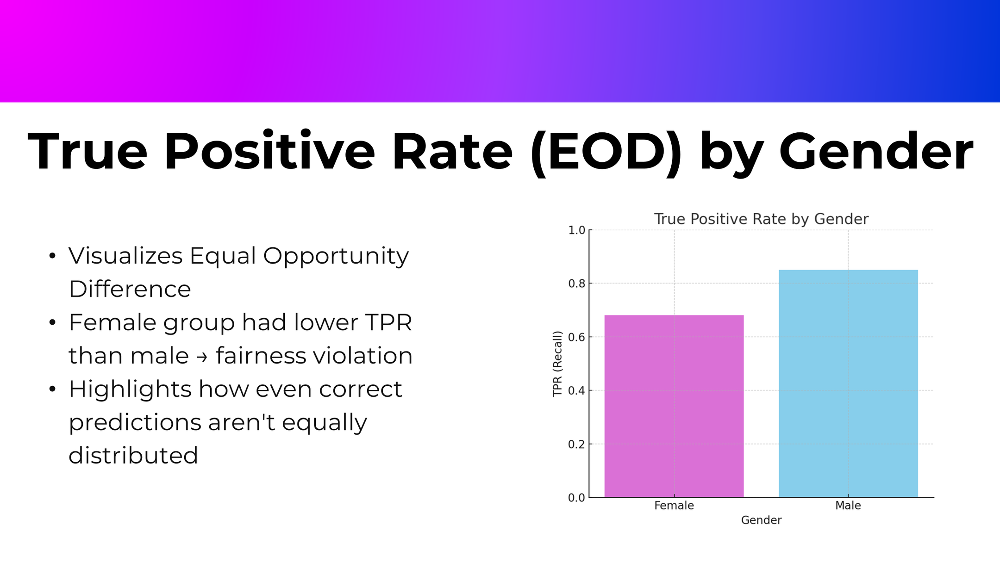 True Positive Rate (EOD) by Gender
• Visualizes Equal Opportunity
Difference
• Female group had lower TPR
than male → fairness violation
• Highlights how even correct
predictions aren't equally
distributed
True Positive Rate by Gender
1.0
0.8
0.6
0.4
0.2
0.0
TPR (Recall)
Female Male
Gender